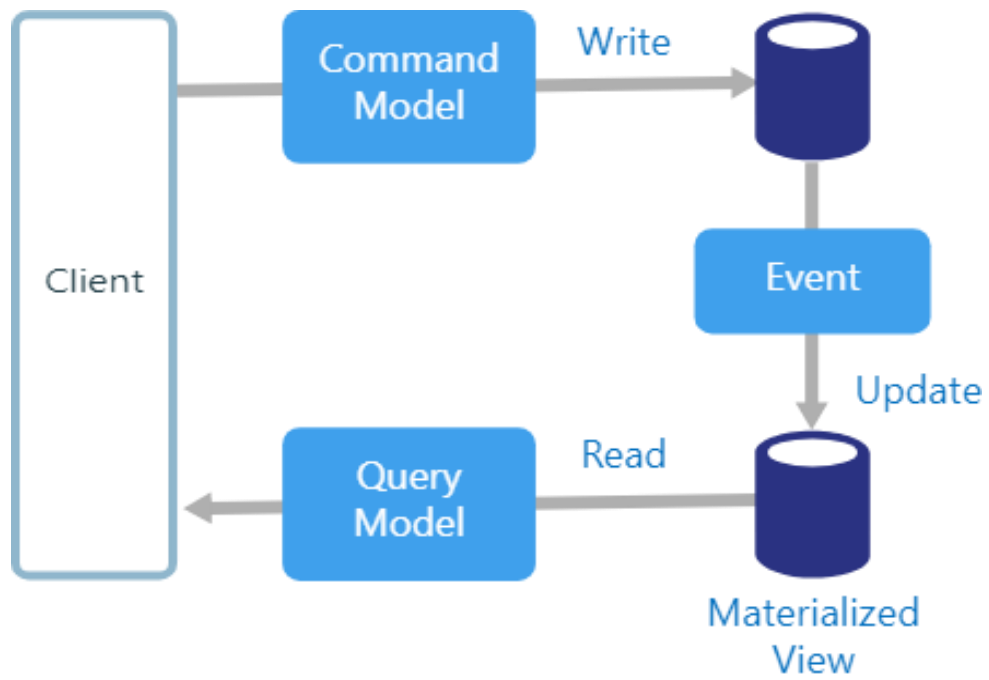 Command
Model
Write
Client
Event
Update
Query
Model
Read
Materialized
View